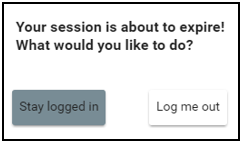 Your session is about to expire!
What would you like to do?
Stay logged in
Log me out